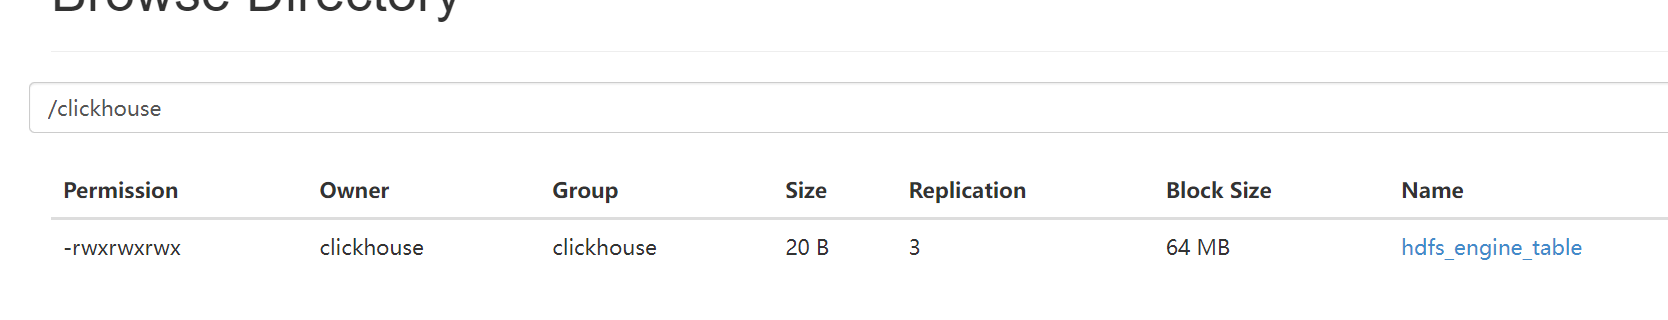 Browse Directory
/clickhouse
Permission Owner Group Size Replication Block Size Name
-rwxrwxrwx clickhouse clickhouse 20 B 3 64 MB hdfs_engine_table